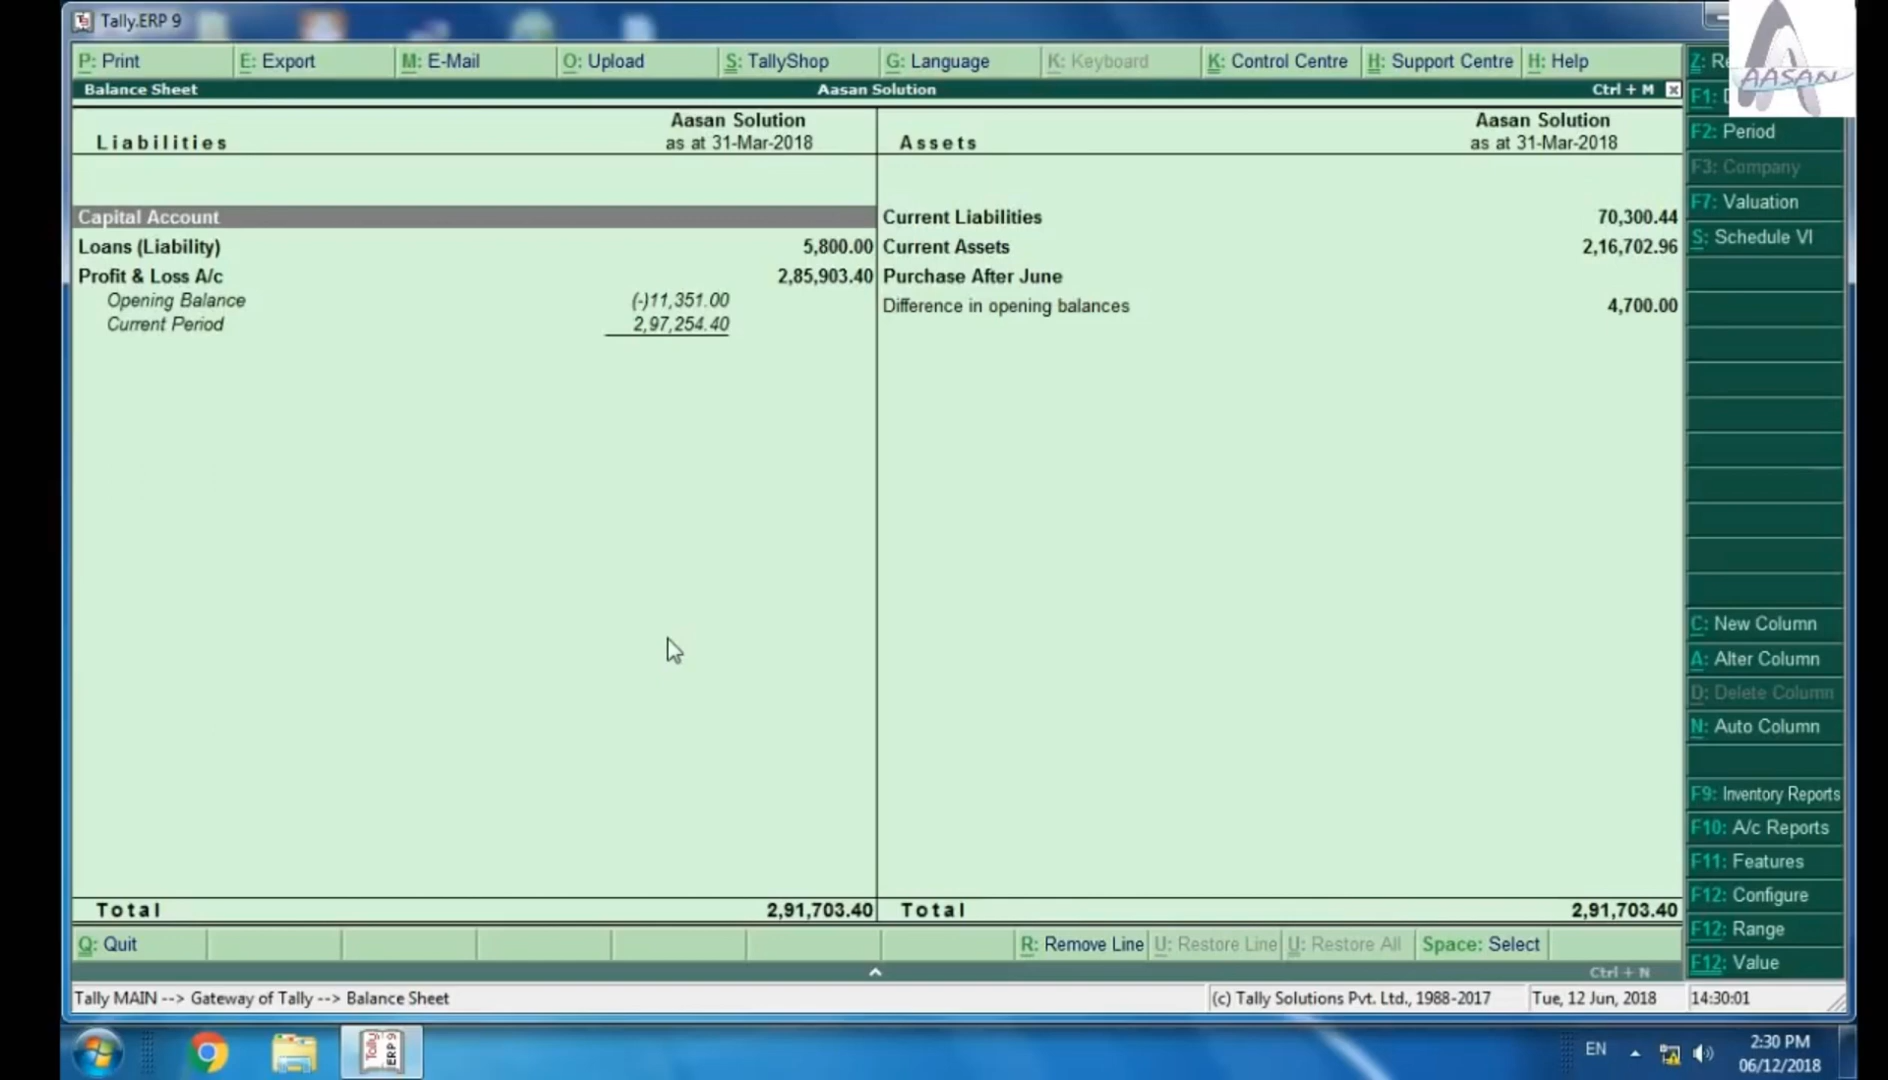 Tally.ERP 9
P: Print E: Export M: E-Mail O: Upload S: TallyShop G: Language K: Keyboard K: Control Centre H: Support Centre H: Help
AASAN
Balance Sheet Aasan Solution Ctrl + M
Liabilities Aasan Solution as at 31-Mar-2018 Assets Aasan Solution as at 31-Mar-2018
Capital Account Current Liabilities 70,300.44
Loans (Liability) 5,800.00 Current Assets 2,16,702.96
Profit & Loss A/c 2,85,903.40 Purchase After June
Opening Balance (-)11,351.00 Difference in opening balances 4,700.00
Current Period 2,97,254.40
Total 2,91,703.40 Total 2,91,703.40
F1:
F2: Period
F3: Company
F7: Valuation
S: Schedule VI
C: New Column
A: Alter Column
D: Delete Column
N: Auto Column
F9: Inventory Reports
F10: A/c Reports
F11: Features
F12: Configure
F12: Range
F12: Value
Q: Quit R: Remove Line U: Restore Line U: Restore All Space: Select
Ctrl + N
Tally MAIN --> Gateway of Tally --> Balance Sheet (c) Tally Solutions Pvt. Ltd., 1988-2017 Tue, 12 Jun, 2018 14:30:01
Tally ERP 9
EN 2:30 PM
06/12/2018